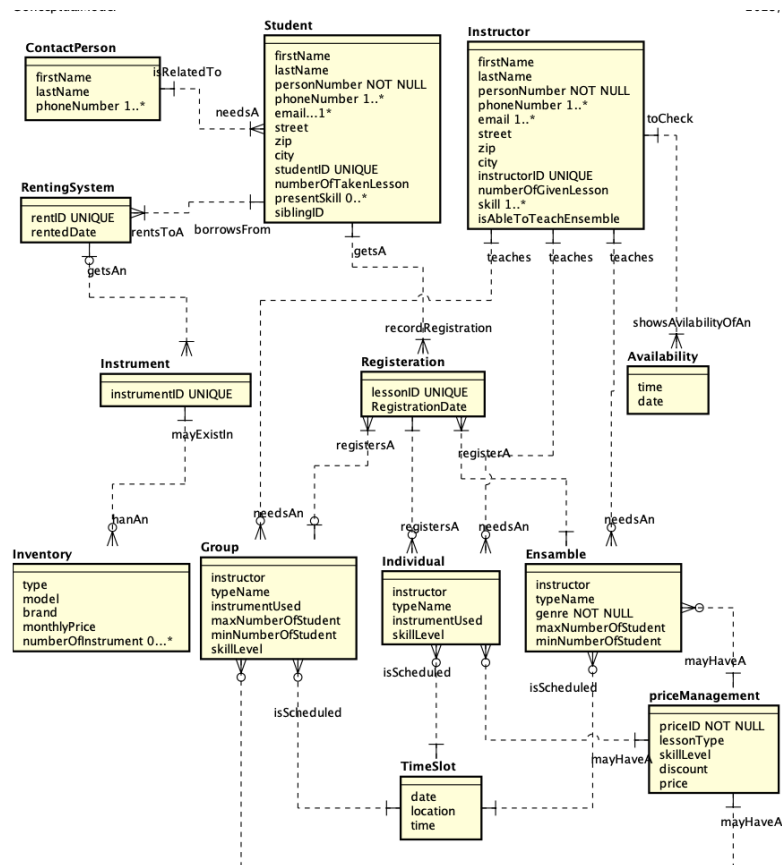 Student
Instructor
ContactPerson
firstName
lastName
phoneNumber 1..*
isRelatedTo
needsA
firstName
lastName
personNumber NOT NULL
phoneNumber 1..*
email...1*
street
zip
city
studentID UNIQUE
numberOfTakenLesson
presentSkill 0..*
siblingID
firstName
lastName
personNumber NOT NULL
phoneNumber 1..*
email 1..*
street
zip
city
instructorID UNIQUE
numberOfGivenLesson
skill 1..*
isAbleToTeachEnsemble
toCheck
RentingSystem
rentID UNIQUE
rentedDate
rentsToA
borrowsFrom
getsAn
getsA
teaches
teaches
teaches
recordRegistration
showsAvilabilityOfAn
Instrument
instrumentID UNIQUE
mayExistIn
Registeration
lessonID UNIQUE
RegistrationDate
Availability
time
date
registersA
registerA
hanAn
needsAn
registersA
needsAn
needsAn
Inventory
type
model
brand
monthlyPrice
numberOfInstrument 0...*
Group
instructor
typeName
instrumentUsed
maxNumberOfStudent
minNumberOfStudent
skillLevel
Individual
instructor
typeName
instrumentUsed
skillLevel
Ensamble
instructor
typeName
genre NOT NULL
maxNumberOfStudent
minNumberOfStudent
mayHaveA
isScheduled
isScheduled
isScheduled
priceManagement
priceID NOT NULL
lessonType
skillLevel
discount
price
mayHaveA
mayHaveA
TimeSlot
date
location
time